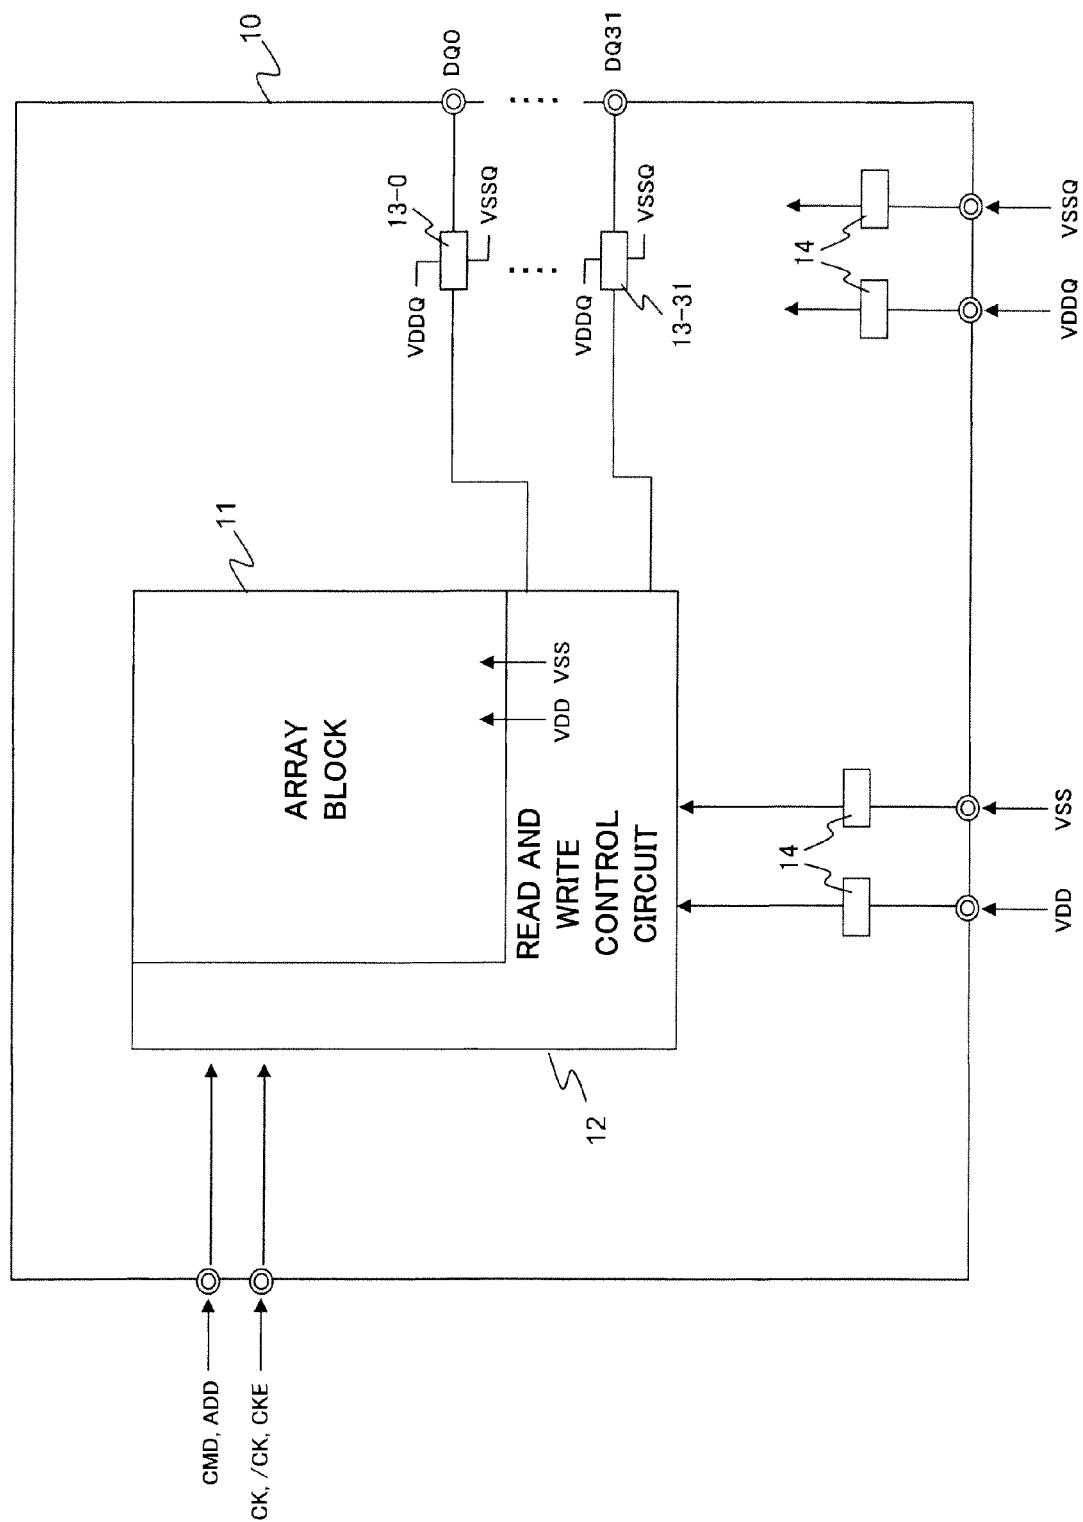 10
DQ0
DQ31
13-0
VDDQ
VSSQ
VDDQ
VSSQ
13-31
11
ARRAY
BLOCK
VDD
VSS
READ AND
WRITE
CONTROL
CIRCUIT
12
CMD, ADD
CK, /CK, CKE
14
VDD
VSS
14
VDDQ
VSSQ